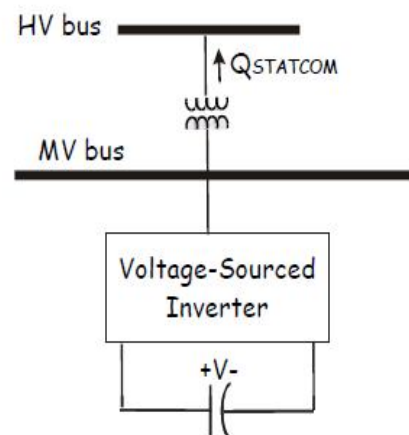 HV bus
QSTATCOM
MV bus
Voltage-Sourced
Inverter
+V-